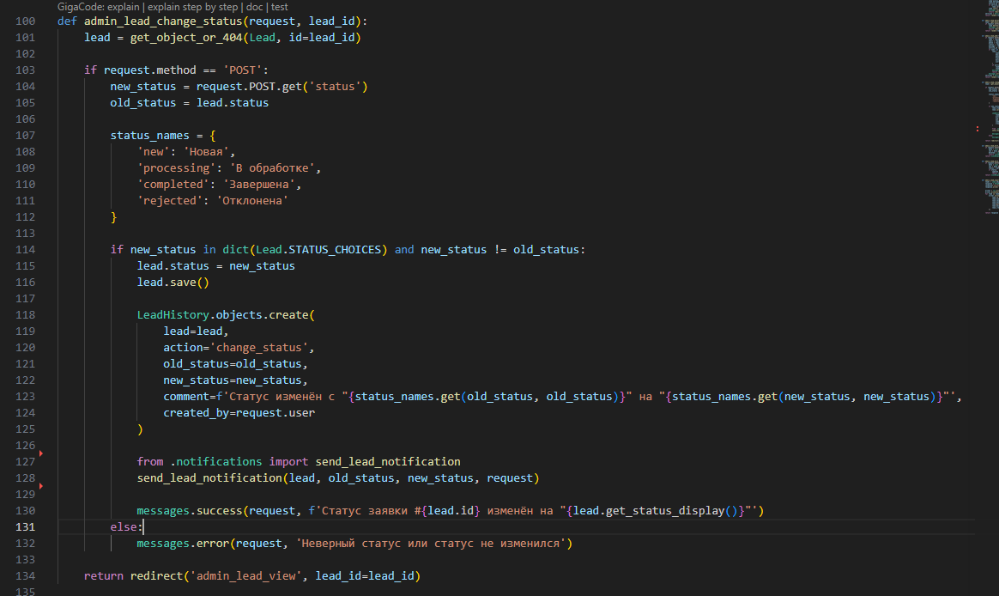 GigaCode: explain | explain step by step | doc | test
100 def admin_lead_change_status(request, lead_id):
101     lead = get_object_or_404(Lead, id=lead_id)
102
103     if request.method == 'POST':
104         new_status = request.POST.get('status')
105         old_status = lead.status
106
107         status_names = {
108             'new': 'Новая',
109             'processing': 'В обработке',
110             'completed': 'Завершена',
111             'rejected': 'Отклонена'
112         }
113
114         if new_status in dict(Lead.STATUS_CHOICES) and new_status != old_status:
115             lead.status = new_status
116             lead.save()
117
118             LeadHistory.objects.create(
119                 lead=lead,
120                 action='change_status',
121                 old_status=old_status,
122                 new_status=new_status,
123                 comment=f'Статус изменён с "{status_names.get(old_status, old_status)}" на "{status_names.get(new_status, new_status)}"',
124                 created_by=request.user
125             )
126
127             from .notifications import send_lead_notification
128             send_lead_notification(lead, old_status, new_status, request)
129
130             messages.success(request, f'Статус заявки #{lead.id} изменён на "{lead.get_status_display()}"')
131         else:
132             messages.error(request, 'Неверный статус или статус не изменился')
133
134     return redirect('admin_lead_view', lead_id=lead_id)
135